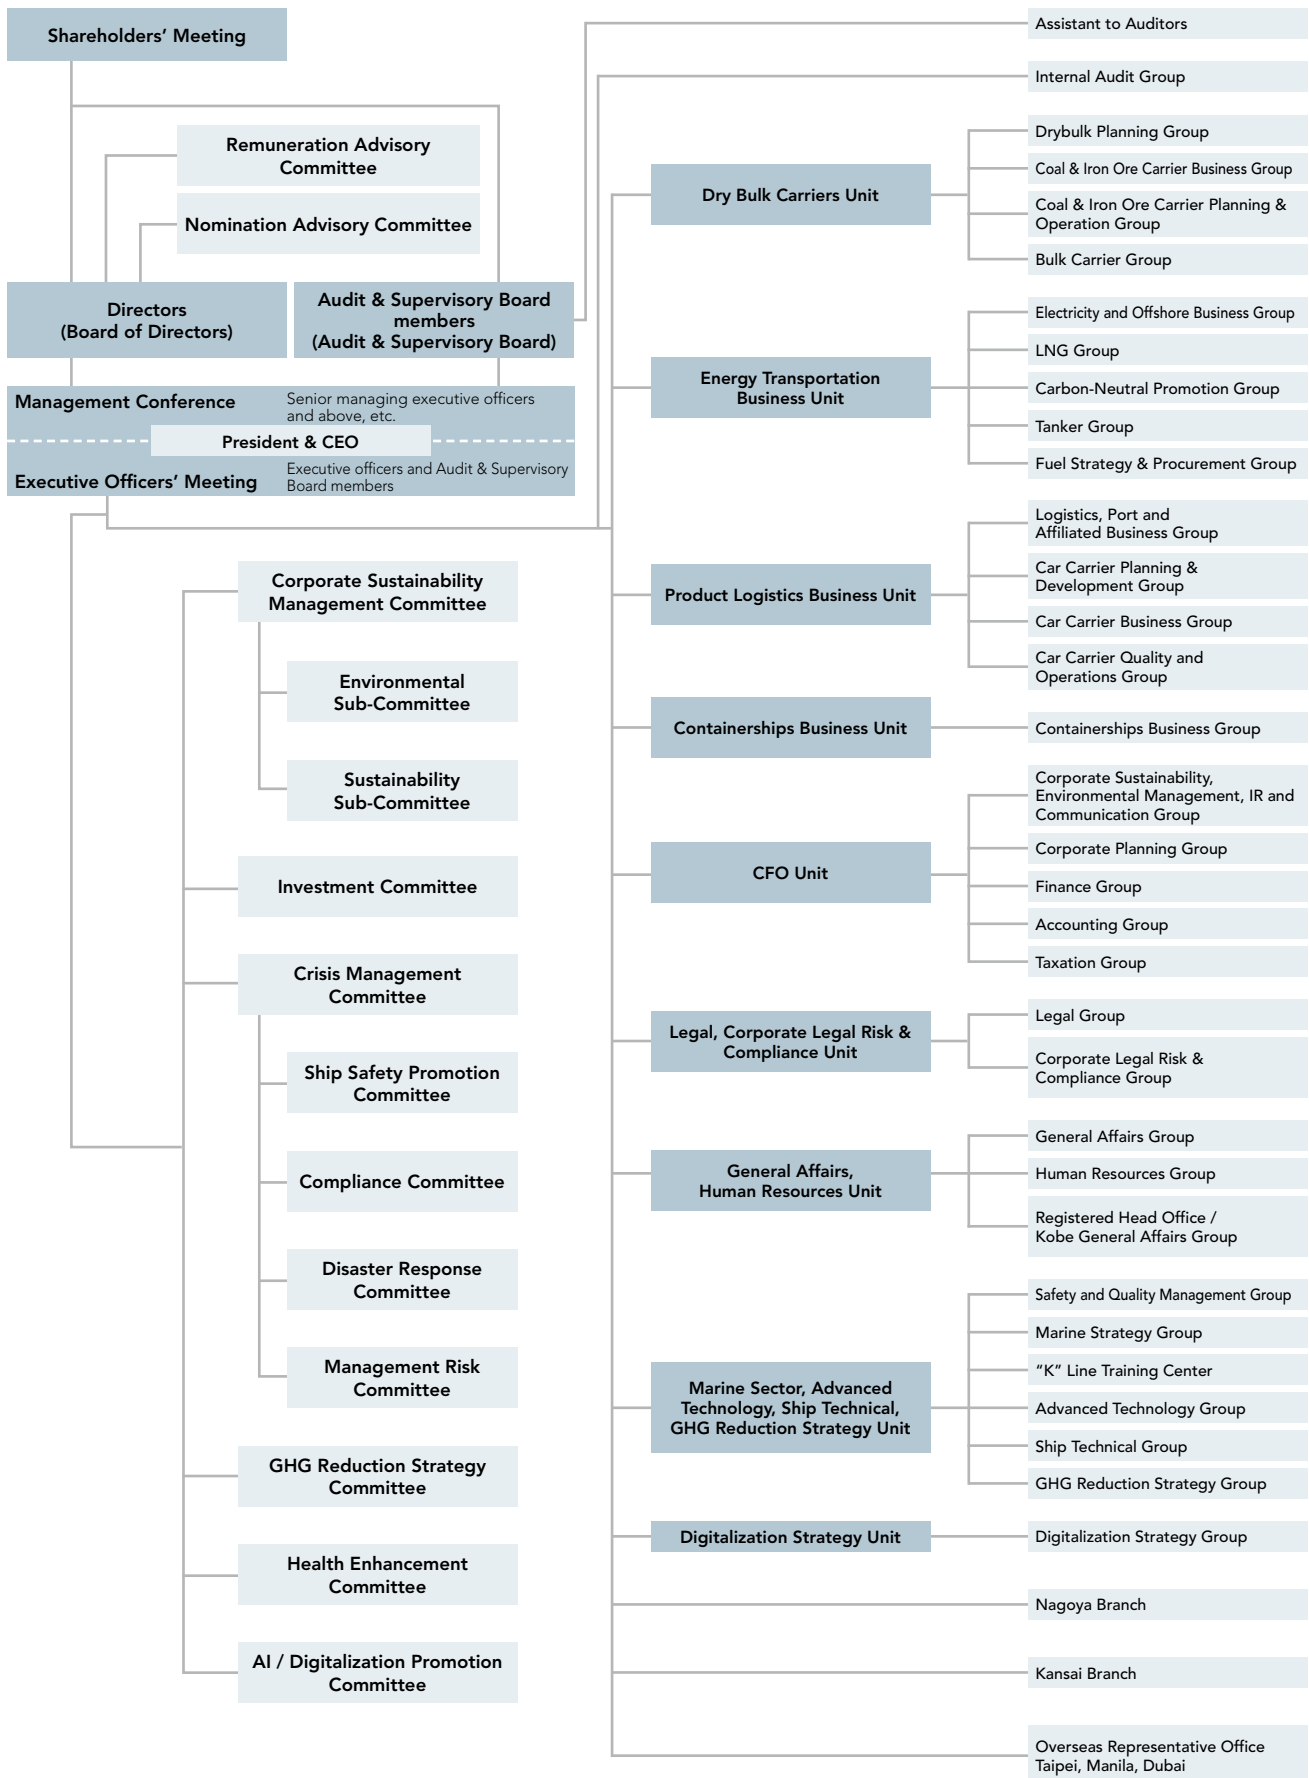 Shareholders’ Meeting
Remuneration Advisory
Committee
Nomination Advisory Committee
Directors
(Board of Directors)
Audit & Supervisory Board
members
(Audit & Supervisory Board)
Management Conference
Senior managing executive officers
and above, etc.
President & CEO
Executive Officers’ Meeting
Executive officers and Audit & Supervisory
Board members
Corporate Sustainability
Management Committee
Environmental
Sub-Committee
Sustainability
Sub-Committee
Investment Committee
Crisis Management
Committee
Ship Safety Promotion
Committee
Compliance Committee
Disaster Response
Committee
Management Risk
Committee
GHG Reduction Strategy
Committee
Health Enhancement
Committee
AI / Digitalization Promotion
Committee
Assistant to Auditors
Internal Audit Group
Dry Bulk Carriers Unit
Drybulk Planning Group
Coal & Iron Ore Carrier Business Group
Coal & Iron Ore Carrier Planning &
Operation Group
Bulk Carrier Group
Energy Transportation
Business Unit
Electricity and Offshore Business Group
LNG Group
Carbon-Neutral Promotion Group
Tanker Group
Fuel Strategy & Procurement Group
Product Logistics Business Unit
Logistics, Port and
Affiliated Business Group
Car Carrier Planning &
Development Group
Car Carrier Business Group
Car Carrier Quality and
Operations Group
Containerships Business Unit
Containerships Business Group
CFO Unit
Corporate Sustainability,
Environmental Management, IR and
Communication Group
Corporate Planning Group
Finance Group
Accounting Group
Taxation Group
Legal, Corporate Legal Risk &
Compliance Unit
Legal Group
Corporate Legal Risk &
Compliance Group
General Affairs,
Human Resources Unit
General Affairs Group
Human Resources Group
Registered Head Office /
Kobe General Affairs Group
Marine Sector, Advanced
Technology, Ship Technical,
GHG Reduction Strategy Unit
Safety and Quality Management Group
Marine Strategy Group
“K” Line Training Center
Advanced Technology Group
Ship Technical Group
GHG Reduction Strategy Group
Digitalization Strategy Unit
Digitalization Strategy Group
Nagoya Branch
Kansai Branch
Overseas Representative Office
Taipei, Manila, Dubai